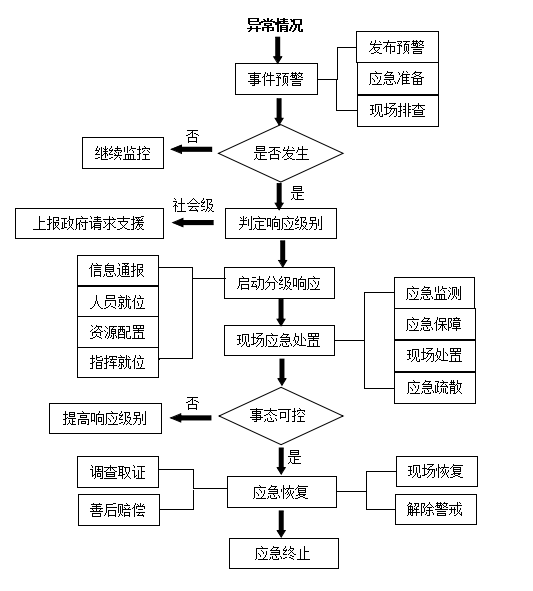 异常情况
发布预警
事件预警
应急准备
现场排查
否
继续监控
是否发生
是
社会级
上报政府请求支援
判定响应级别
信息通报
启动分级响应
人员就位
应急监测
资源配置
应急保障
现场应急处置
指挥就位
现场处置
应急疏散
否
提高响应级别
事态可控
是
调查取证
现场恢复
应急恢复
善后赔偿
解除警戒
应急终止